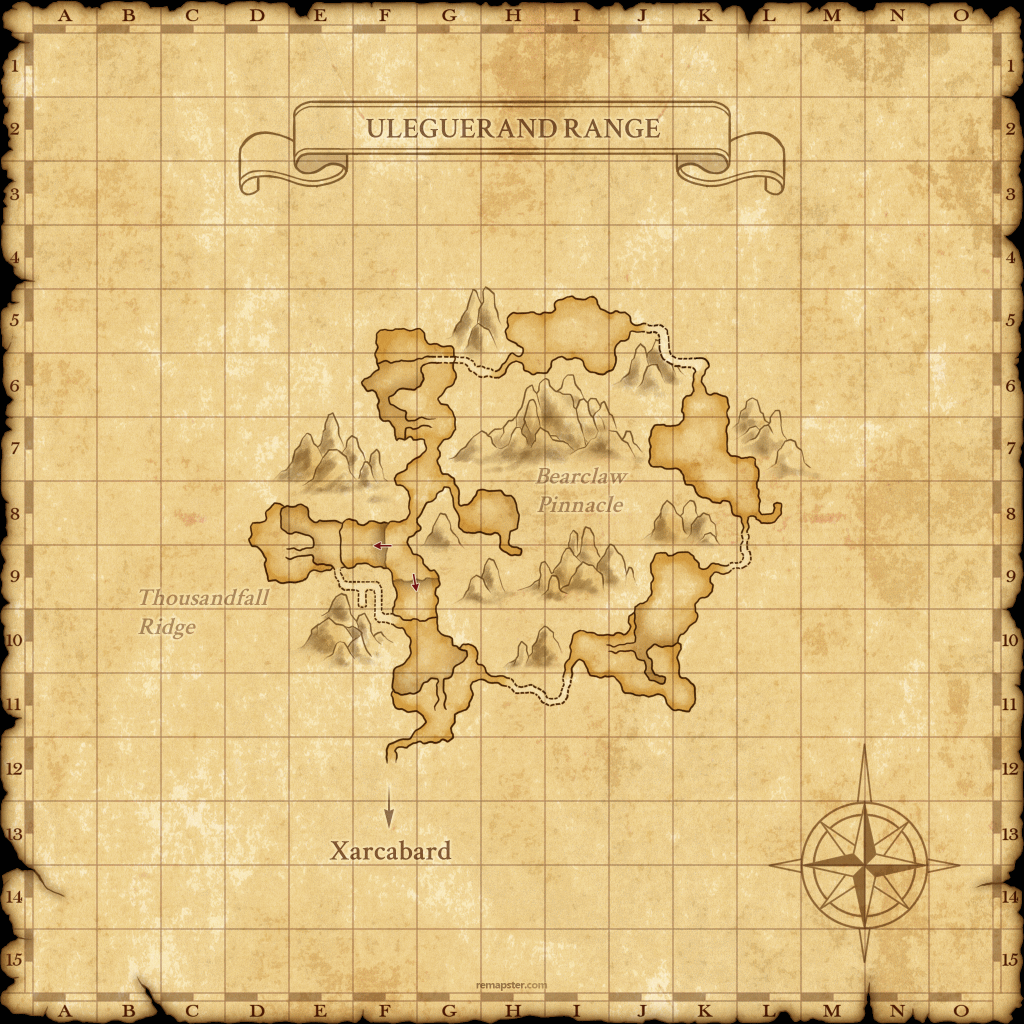 A B C D E F G H I J K L M N O
1 1
ULEGUERAND RANGE
2 2
3 3
4 4
5 5
6 6
7 7
Bearclaw
Pinnacle
8 8
9 9
Thousandfall
Ridge
10 10
11 11
12 12
13 13
Xarcabard
14 14
15 15
remapster.com
A B C D E F G H I J K L M N O